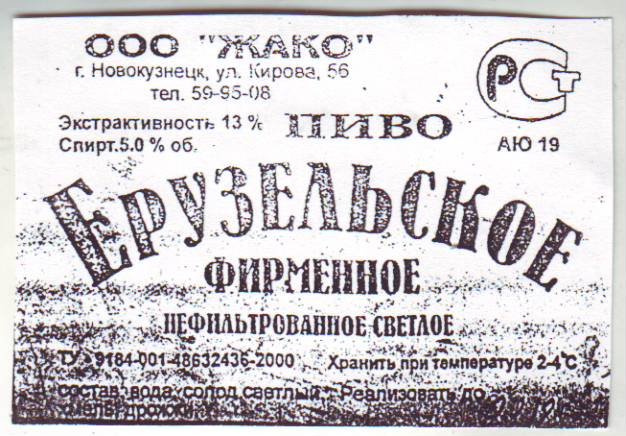 ООО "ЖАКО"
г. Новокузнецк, ул. Кирова, 56
тел. 59-95-08
РСТ
АЮ 19
Экстрактивность 13 % ПИВО
Спирт.5.0 % об.
ЕРУЗЕЛЬСКОЕ
ФИРМЕННОЕ
НЕФИЛЬТРОВАННОЕ СВЕТЛОЕ
ТУ 9184-001-48632436-2000 Хранить при температуре 2-4°С
состав: вода, солод светлый, Реализовать до
хмель, дрожжи